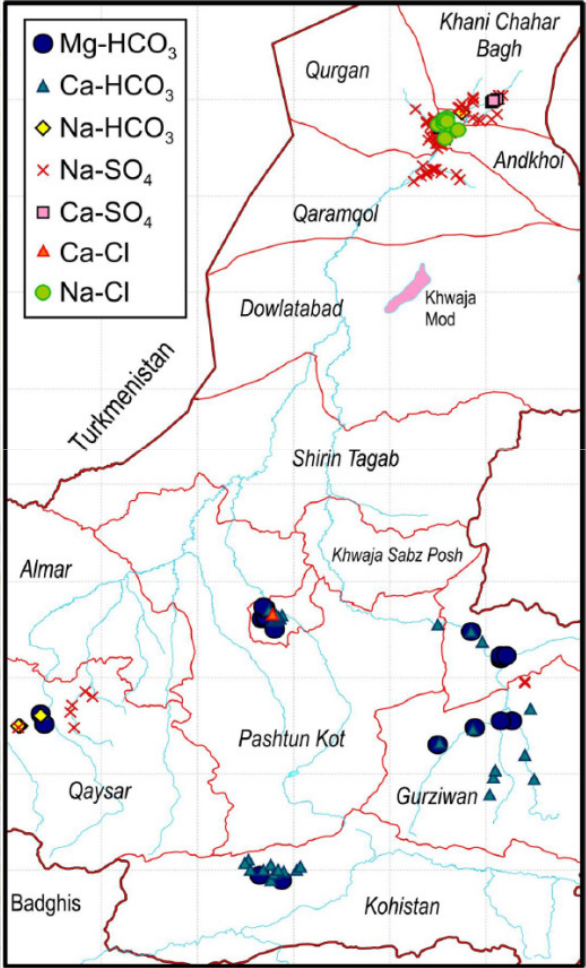 Mg-HCO₃
Ca-HCO₃
Na-HCO₃
Na-SO₄
Ca-SO₄
Ca-Cl
Na-Cl
Khani Chahar
Bagh
Qurgan
Andkhoi
Qaramqol
Dowlatabad
Khwaja
Mod
Turkmenistan
Shirin Tagab
Khwaja Sabz Posh
Almar
Pashtun Kot
Qaysar
Gurziwan
Badghis
Kohistan